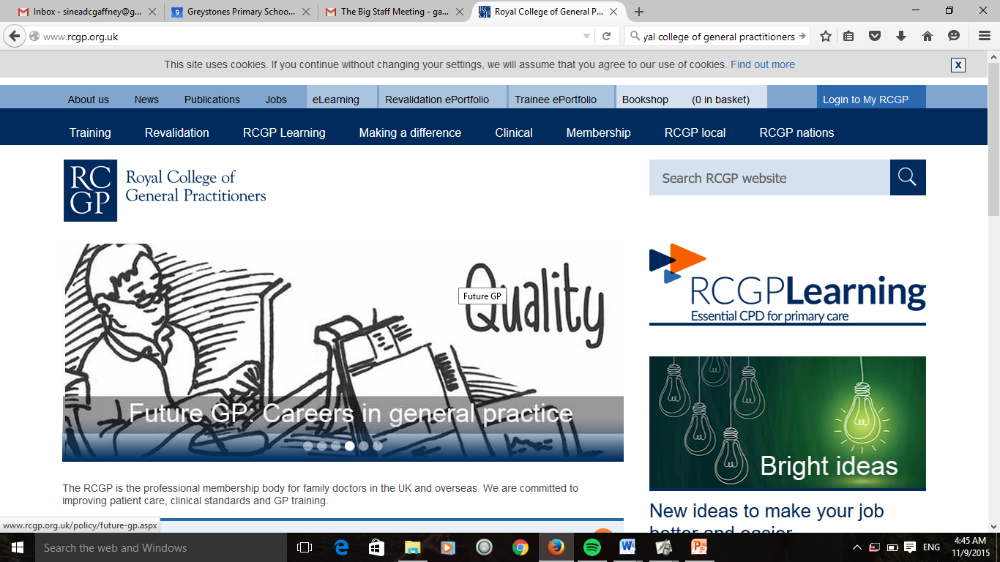 Inbox - sineadcgaffney@g...
Greystones Primary Schoo...
The Big Staff Meeting - ga...
Royal College of General P...
www.rcgp.org.uk
yal college of general practitioners
This site uses cookies. If you continue without changing your settings, we will assume that you agree to our use of cookies. Find out more
X
About us News Publications Jobs eLearning Revalidation ePortfolio Trainee ePortfolio Bookshop (0 in basket) Login to My RCGP
Training Revalidation RCGP Learning Making a difference Clinical Membership RCGP local RCGP nations
RC
GP
Royal College of
General Practitioners
Search RCGP website
Quality
Future GP
Future GP: Careers in general practice
RCGPLearning
Essential CPD for primary care
Bright ideas
The RCGP is the professional membership body for family doctors in the UK and overseas. We are committed to
improving patient care, clinical standards and GP training.
New ideas to make your job
better and easier
www.rcgp.org.uk/policy/future-gp.aspx
Search the web and Windows
ENG
4:45 AM
11/9/2015